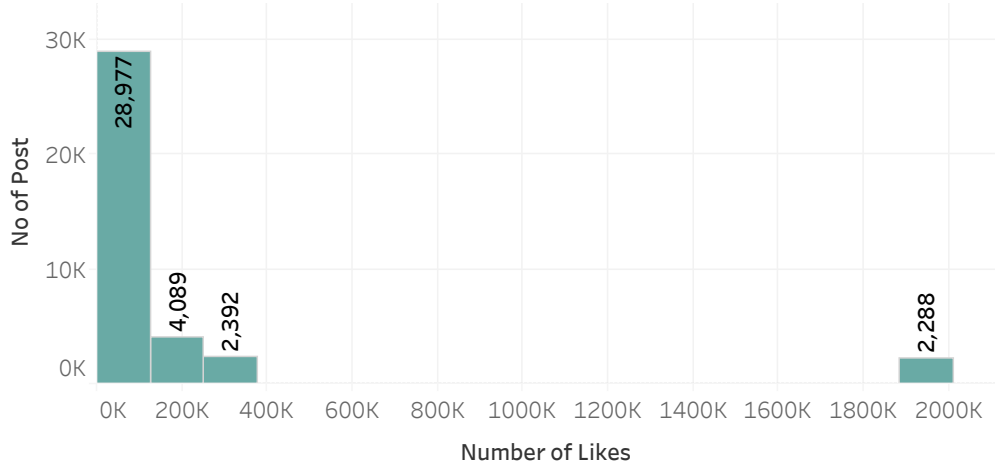 30K
20K
10K
0K
No of Post
28,977
4,089
2,392
2,288
0K 200K 400K 600K 800K 1000K 1200K 1400K 1600K 1800K 2000K
Number of Likes